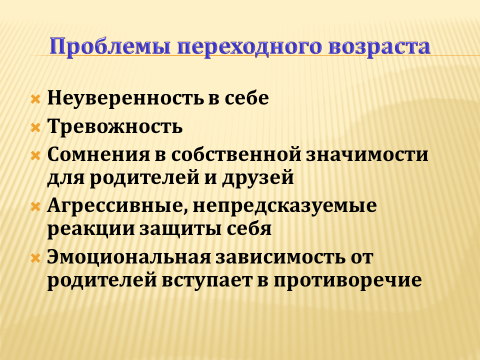 Проблемы переходного возраста
Неуверенность в себе
Тревожность
Сомнения в собственной значимости
для родителей и друзей
Агрессивные, непредсказуемые
реакции защиты себя
Эмоциональная зависимость от
родителей вступает в противоречие